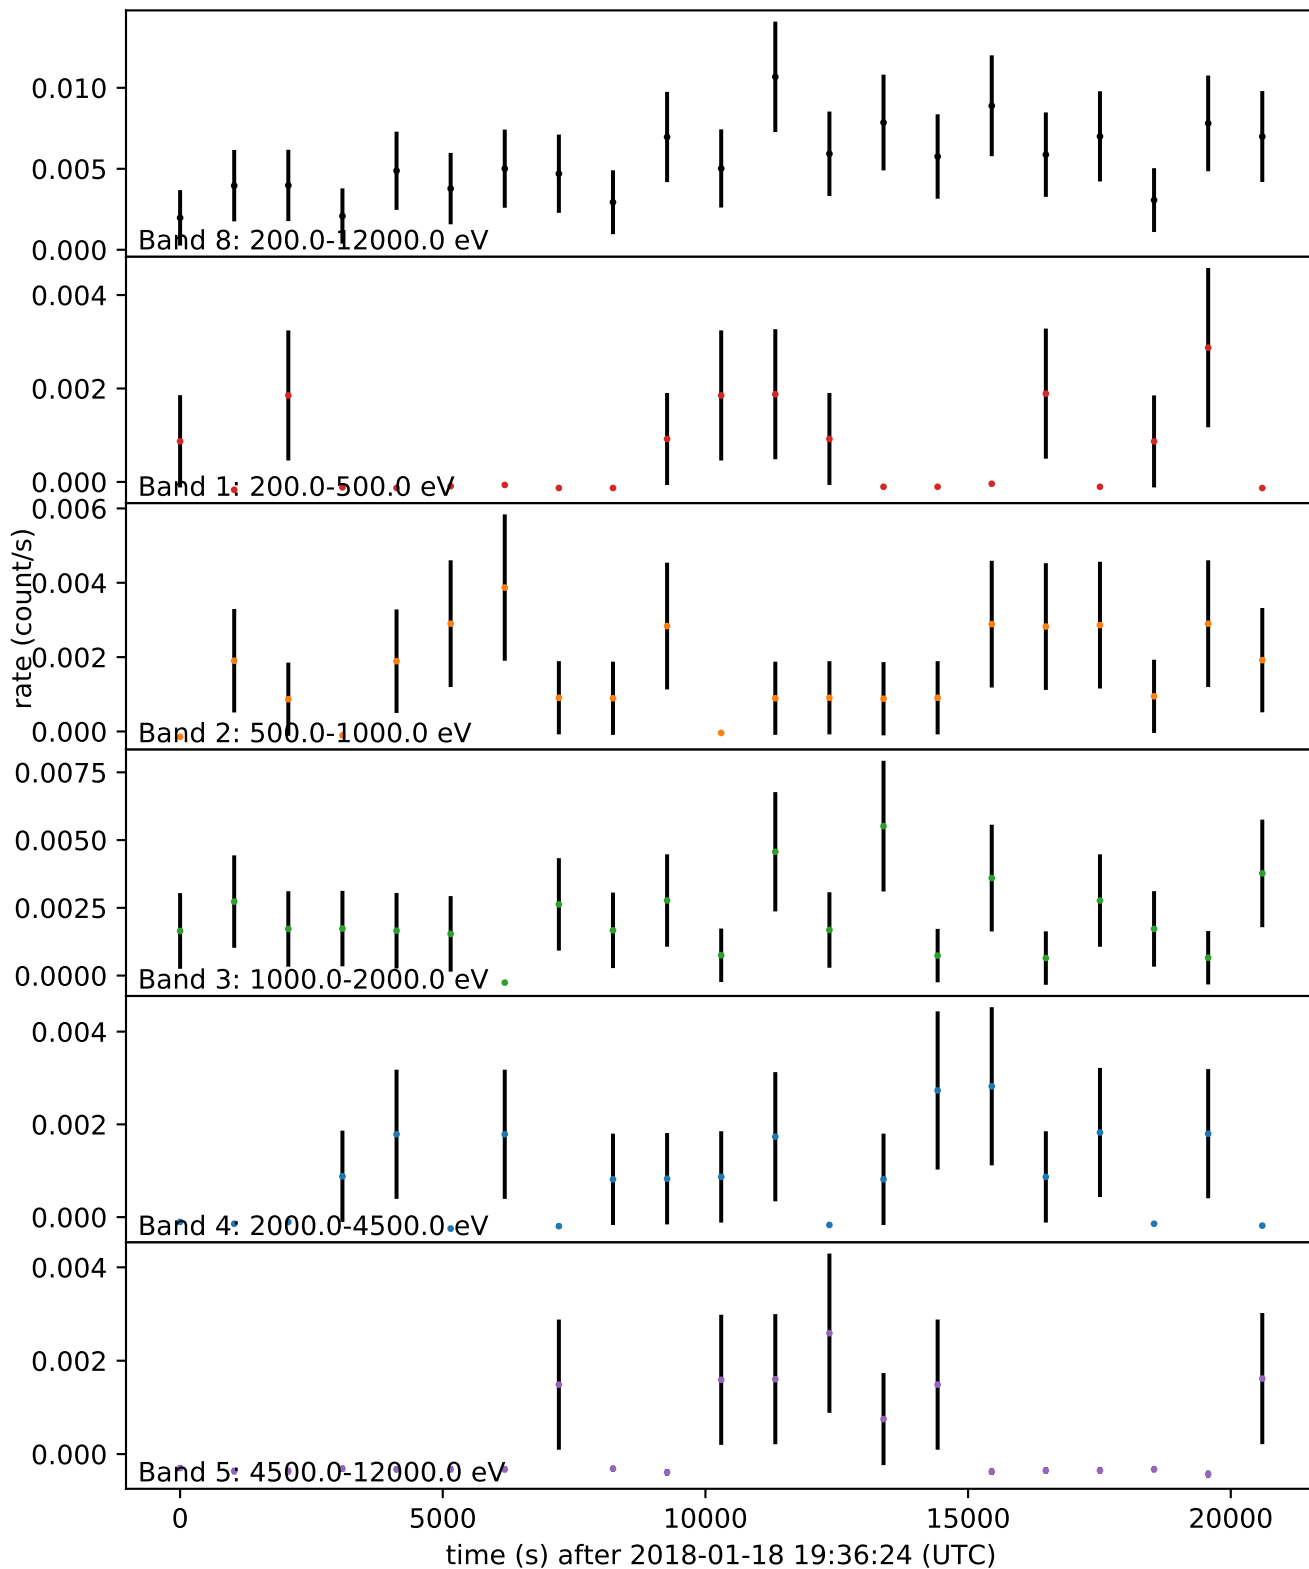 0.010
0.005
0.000
Band 8: 200.0-12000.0 eV
0.004
0.002
0.000
Band 1: 200.0-500.0 eV
rate (count/s)
0.006
0.004
0.002
0.000
Band 2: 500.0-1000.0 eV
0.0075
0.0050
0.0025
0.0000
Band 3: 1000.0-2000.0 eV
0.004
0.002
0.000
Band 4: 2000.0-4500.0 eV
0.004
0.002
0.000
Band 5: 4500.0-12000.0 eV
0 5000 10000 15000 20000
time (s) after 2018-01-18 19:36:24 (UTC)